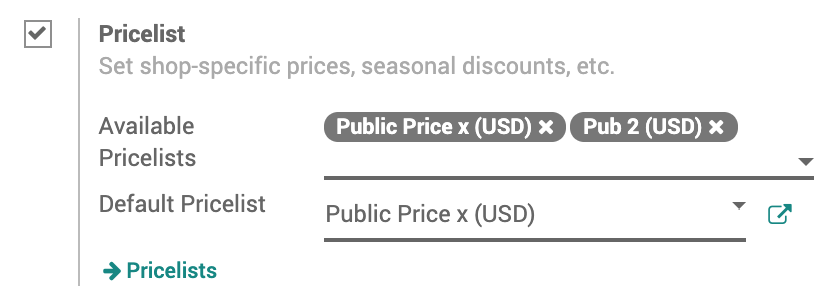 Pricelist
Set shop-specific prices, seasonal discounts, etc.
Available Pricelists
Public Price x (USD) × Pub 2 (USD) ×
Default Pricelist
Public Price x (USD)
Pricelists